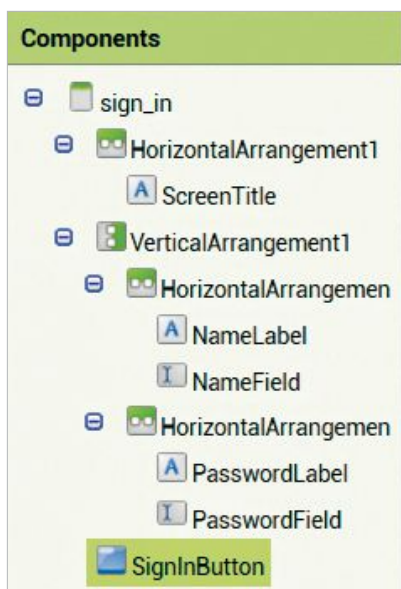 Components
sign_in
HorizontalArrangement1
A ScreenTitle
VerticalArrangement1
HorizontalArrangemen
A NameLabel
I NameField
HorizontalArrangemen
A PasswordLabel
I PasswordField
SignInButton